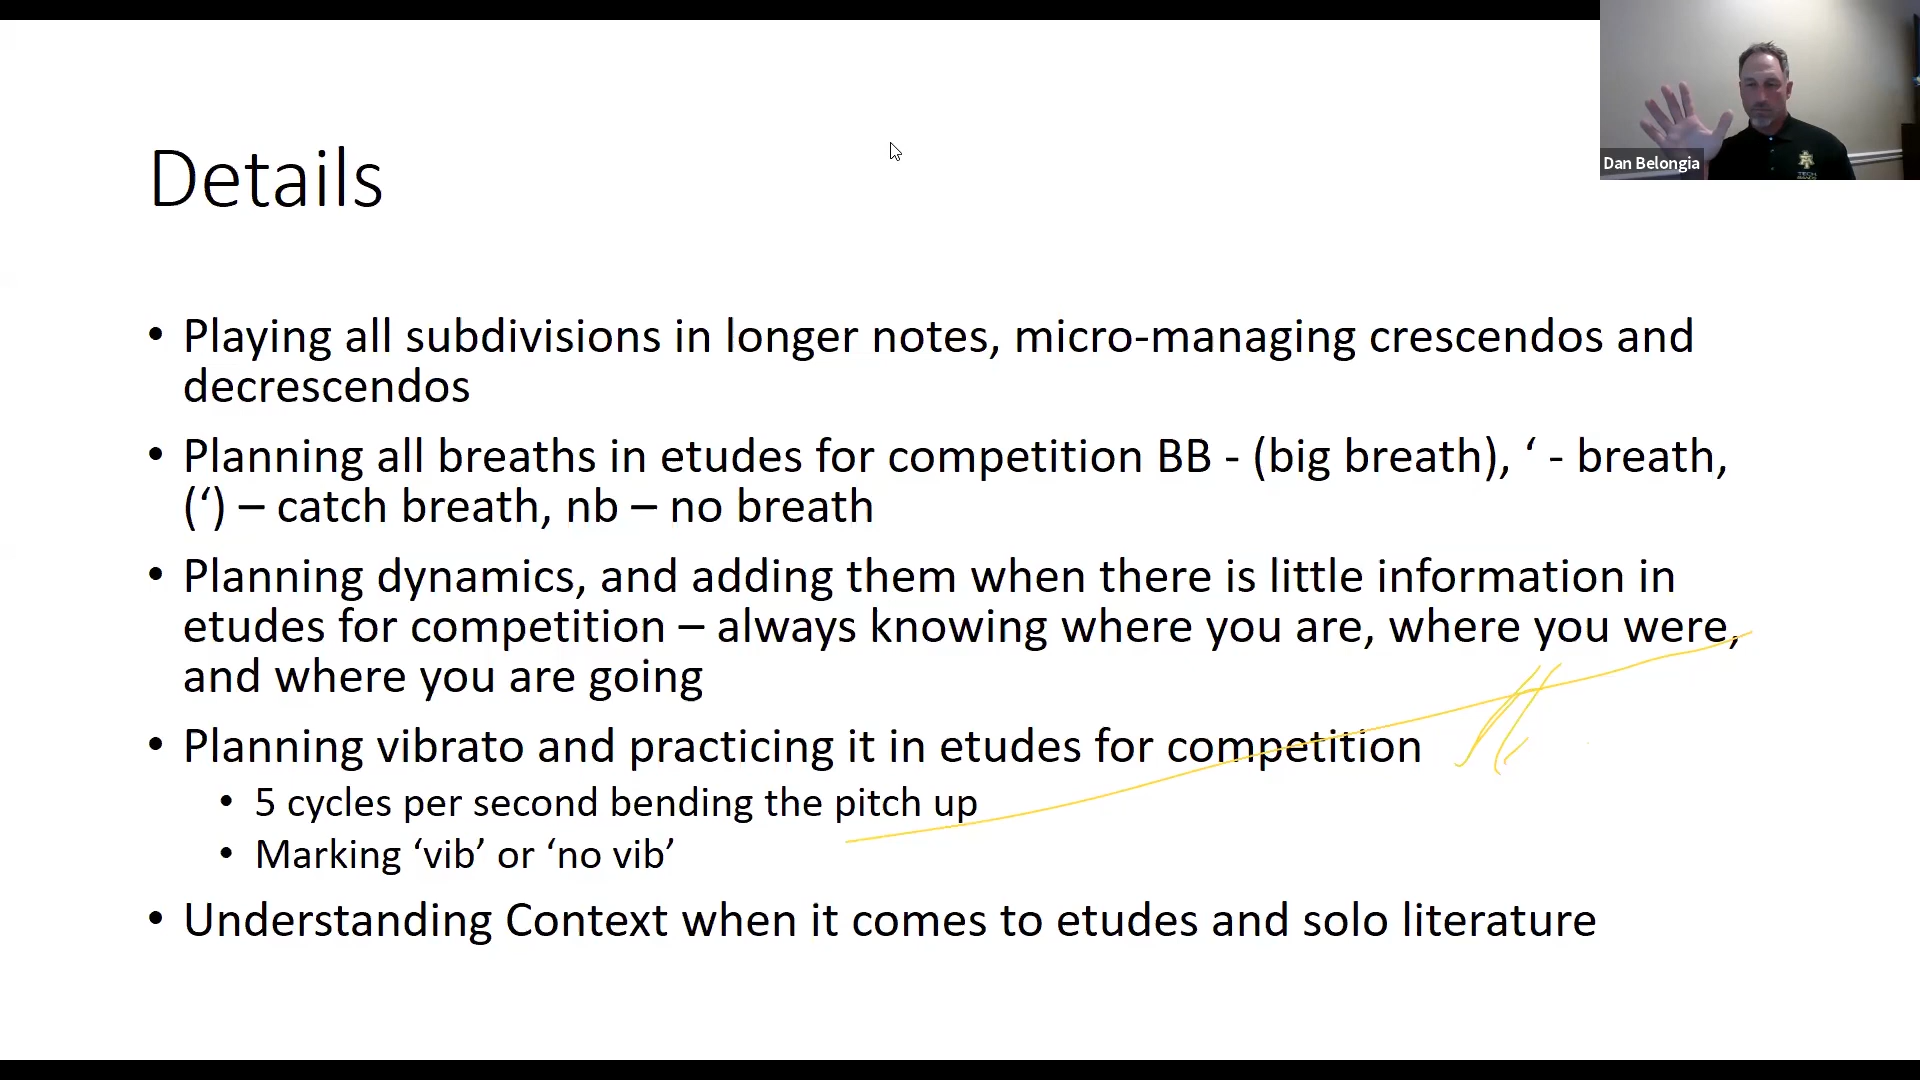 Details
• Playing all subdivisions in longer notes, micro-managing crescendos and
decrescendos
• Planning all breaths in etudes for competition BB - (big breath), ‘ - breath,
(‘) – catch breath, nb – no breath
• Planning dynamics, and adding them when there is little information in
etudes for competition – always knowing where you are, where you were,
and where you are going
• Planning vibrato and practicing it in etudes for competition
• 5 cycles per second bending the pitch up
• Marking ‘vib’ or ‘no vib’
• Understanding Context when it comes to etudes and solo literature
Dan Belongia
TECH